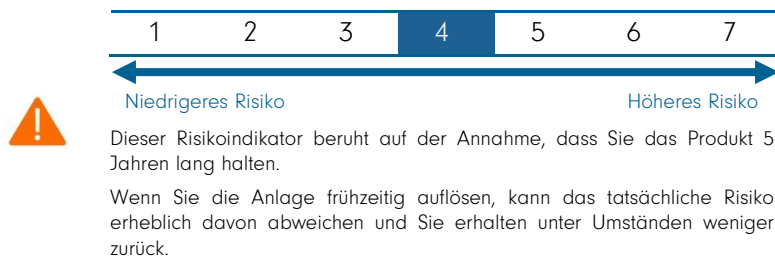 1 2 3 4 5 6 7
Niedrigeres Risiko Höheres Risiko
Dieser Risikoindikator beruht auf der Annahme, dass Sie das Produkt 5
Jahren lang halten.
Wenn Sie die Anlage frühzeitig auflösen, kann das tatsächliche Risiko
erheblich davon abweichen und Sie erhalten unter Umständen weniger
zurück.